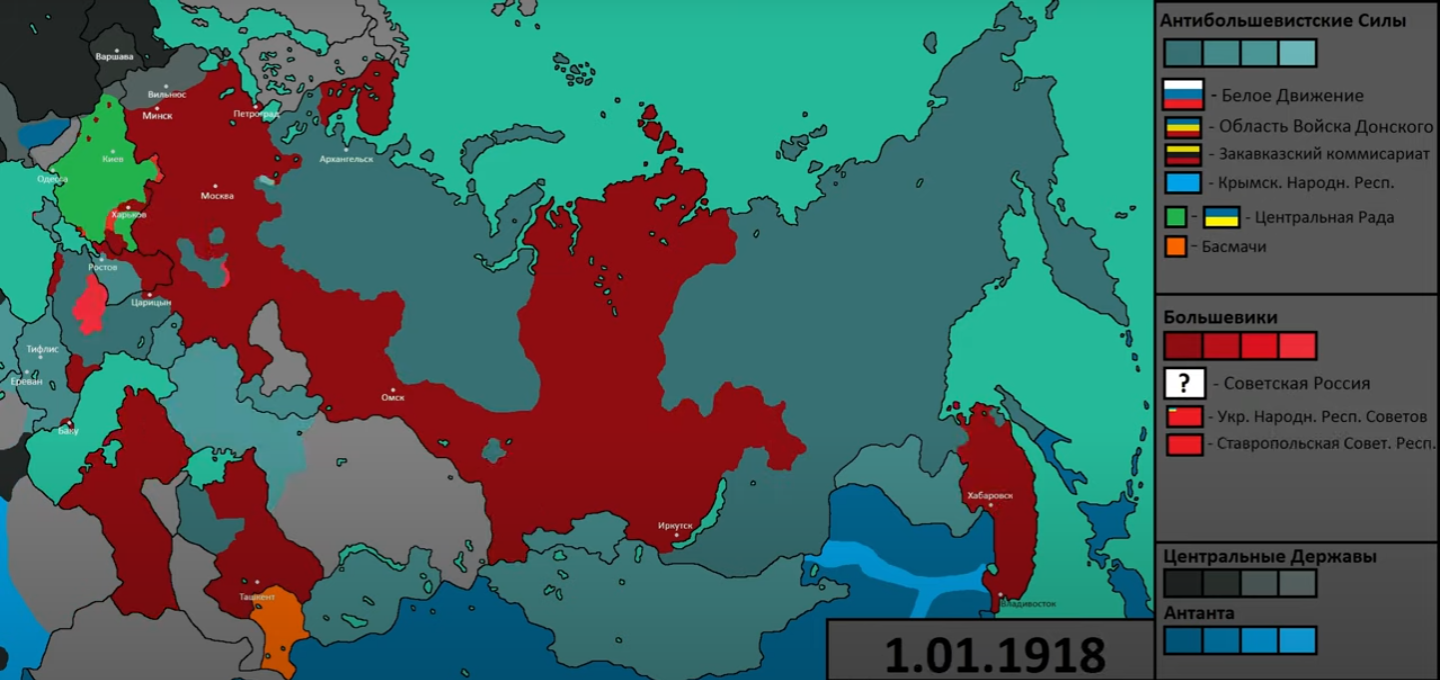 Варшава
Вильнюс
Минск
Петроград
Архангельск
Киев
Одесса
Москва
Харьков
Ростов
Царицын
Тифлис
Ереван
Баку
Омск
Иркутск
Хабаровск
Ташкент
Владивосток
1.01.1918
Антибольшевистские Силы
- Белое Движение
- Область Войска Донского
- Закавказский коммисариат
- Крымск. Народн. Респ.
- - Центральная Рада
- Басмачи
Большевики
? - Советская Россия
- Укр. Народн. Респ. Советов
- Ставропольская Совет. Респ.
Центральные Державы
Антанта